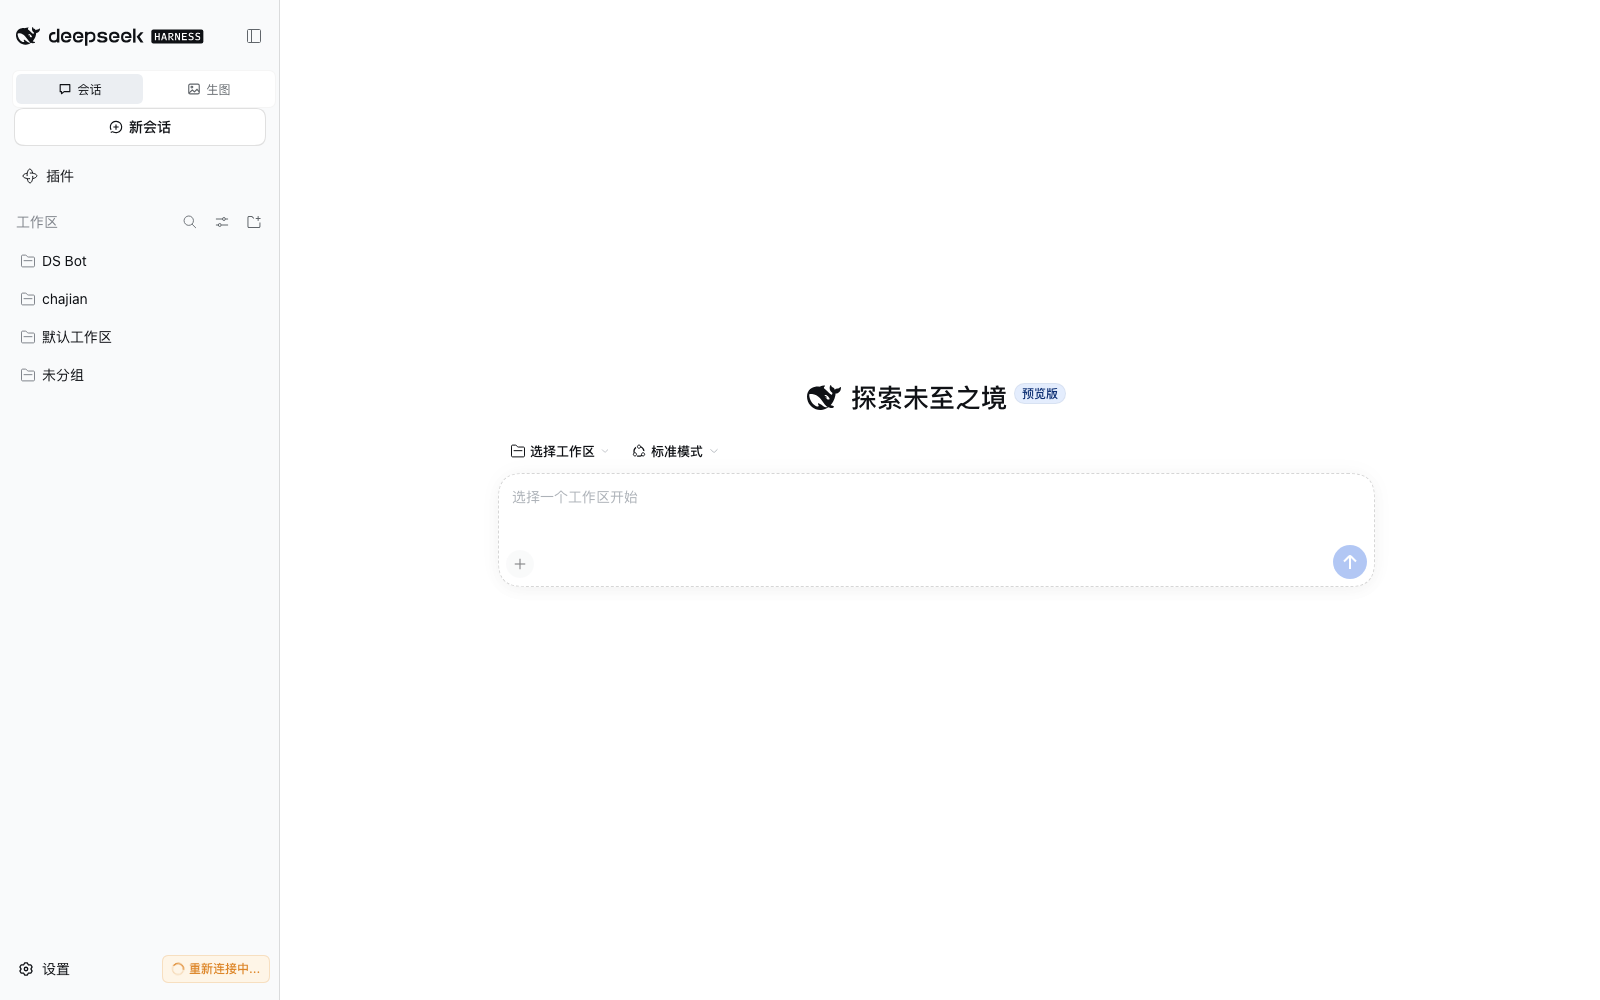 deepseek HARNESS
会话
生图
新会话
插件
工作区
DS Bot
chajian
默认工作区
未分组
设置
重新连接中...
探索未至之境
预览版
选择工作区
标准模式
选择一个工作区开始